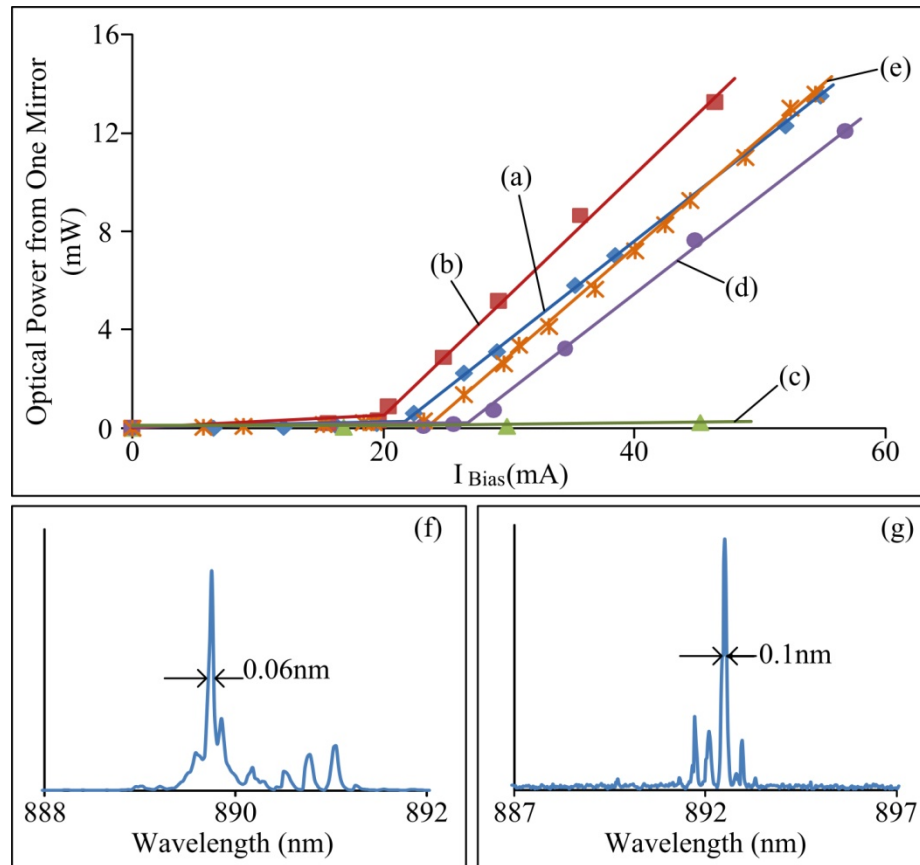 Optical Power from One Mirror
(mW)
16
12
8
4
0
0
20
40
60
I Bias(mA)
(a)
(b)
(c)
(d)
(e)
(f)
0.06nm
888
890
892
Wavelength (nm)
(g)
0.1nm
887
892
897
Wavelength (nm)